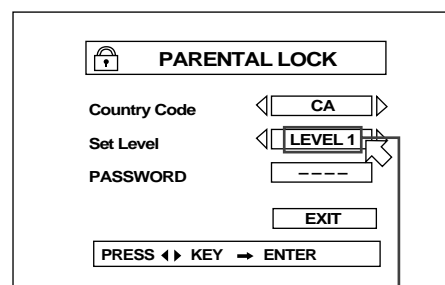 PARENTAL LOCK
Country Code CA
Set Level LEVEL 1
PASSWORD ----
EXIT
PRESS ◀ ▶ KEY ➡ ENTER